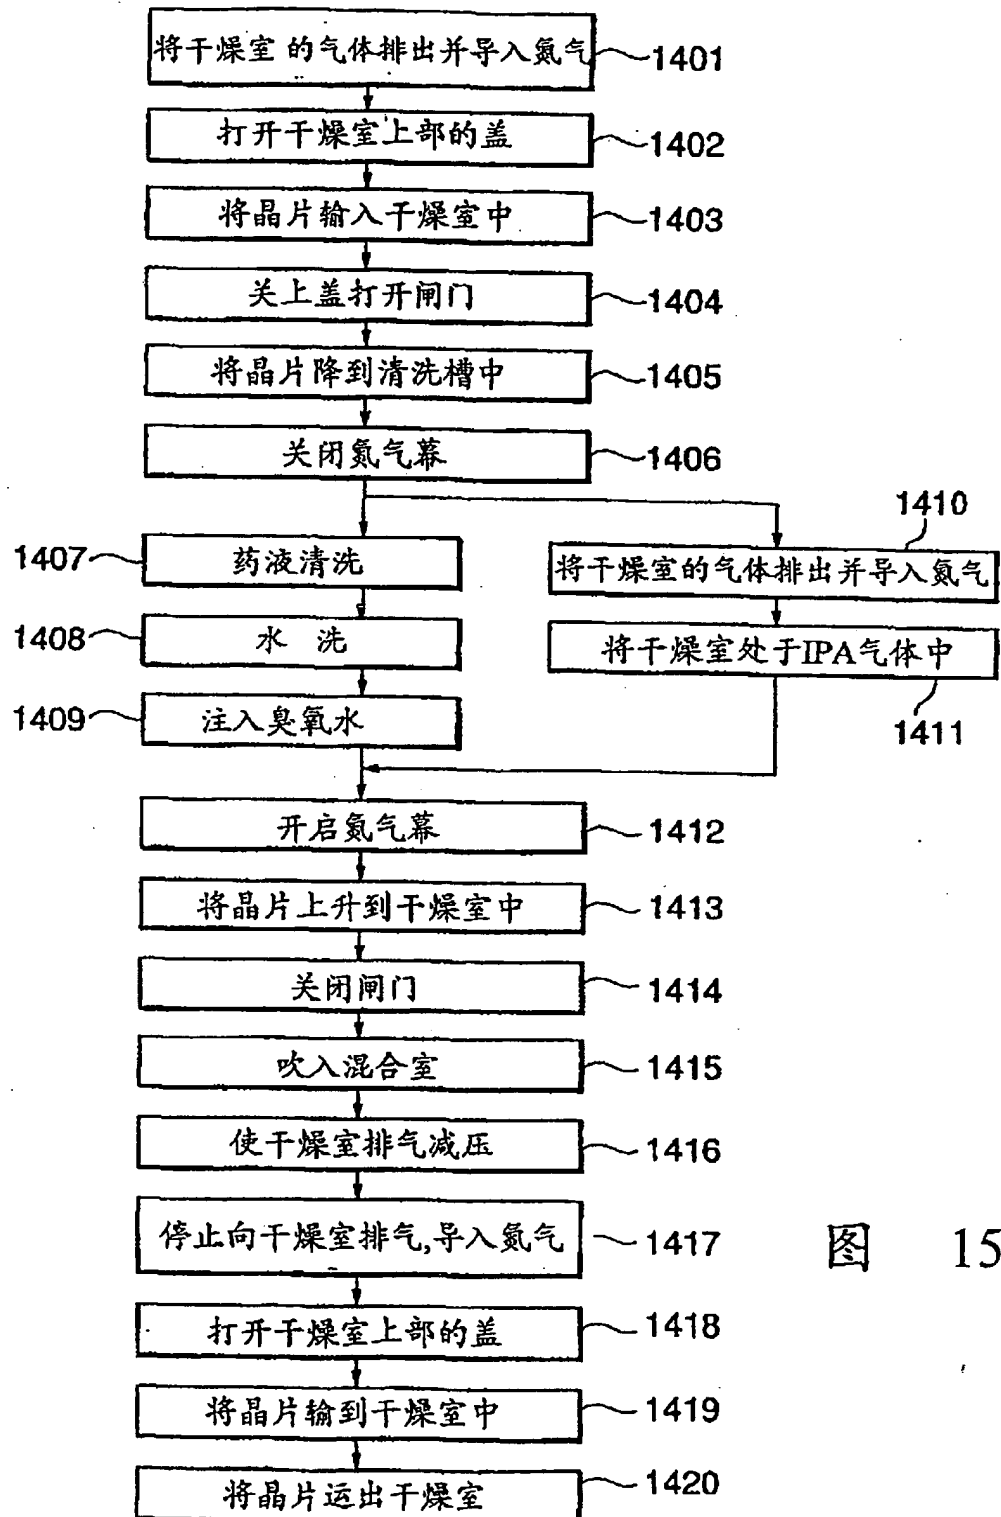 将干燥室 的气体排出并导入氮气 1401
打开干燥室上部的盖 1402
将晶片输入干燥室中 1403
关上盖打开闸门 1404
将晶片降到清洗槽中 1405
关闭氮气幕 1406
1407 药液清洗
1408 水 洗
1409 注入臭氧水
1410
将干燥室的气体排出并导入氮气
将干燥室处于IPA气体中
1411
开启氮气幕 1412
将晶片上升到干燥室中 1413
关闭闸门 1414
吹入混合室 1415
使干燥室排气减压 1416
停止向干燥室排气,导入氮气 1417
打开干燥室上部的盖 1418
将晶片输到干燥室中 1419
将晶片运出干燥室 1420
图 15